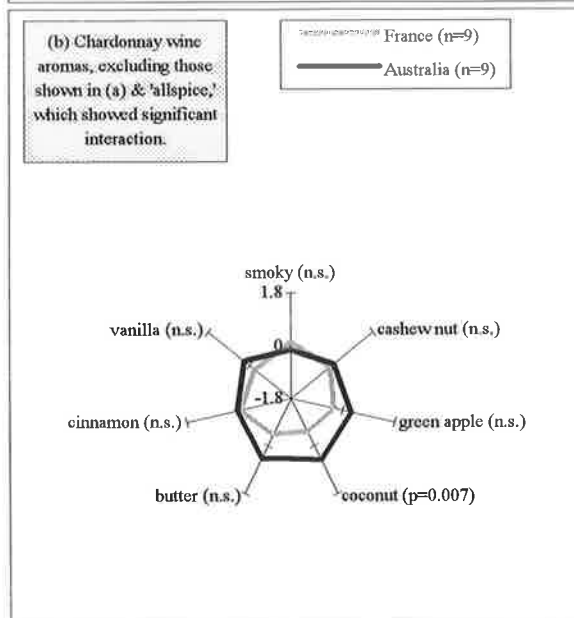 (b) Chardonnay wine
aromas, excluding those
shown in (a) & 'allspice,'
which showed significant
interaction.
France (n=9)
Australia (n=9)
smoky (n.s.)
1.8
vanilla (n.s.)
cashew nut (n.s.)
0
-1.8
cinnamon (n.s.)
green apple (n.s.)
butter (n.s.)
coconut (p=0.007)